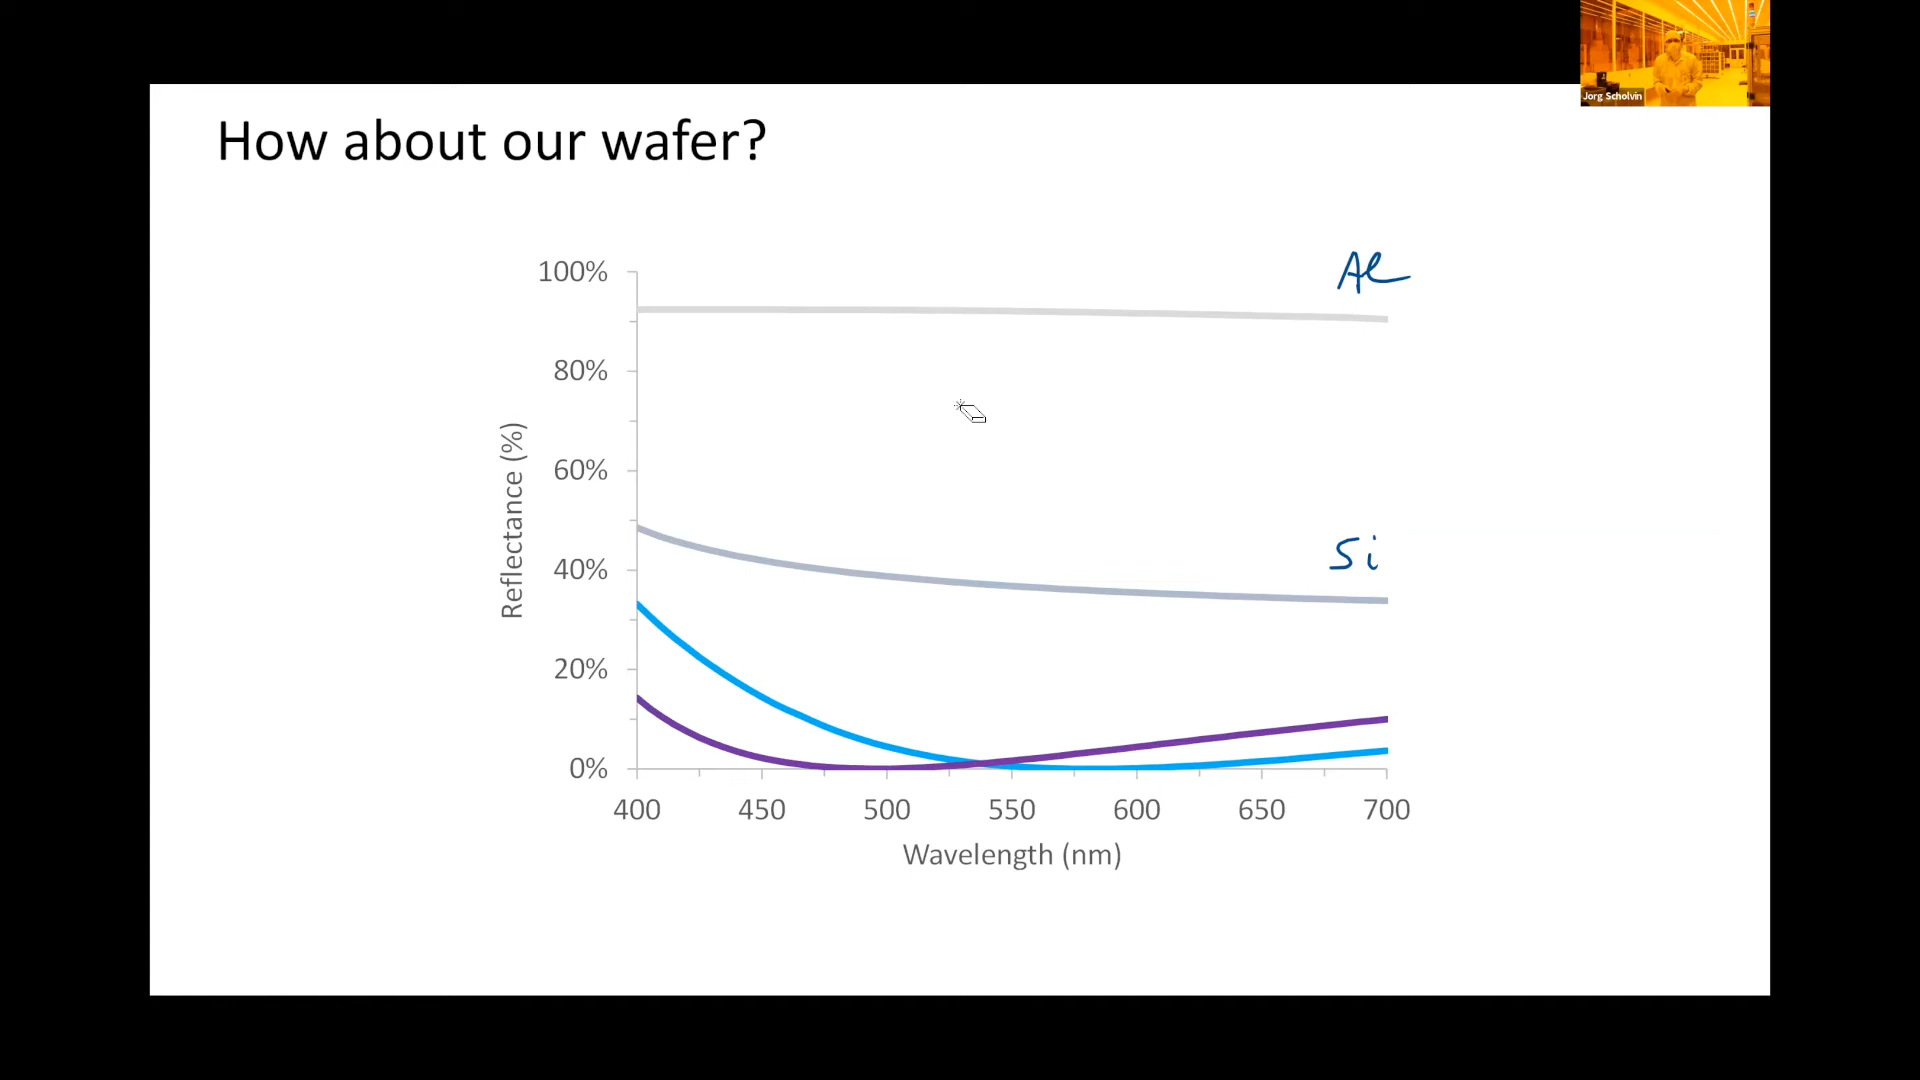 Jorg Scholvin
How about our wafer?
Al
100%
80%
60%
Si
40%
20%
0%
Reflectance (%)
400 450 500 550 600 650 700
Wavelength (nm)